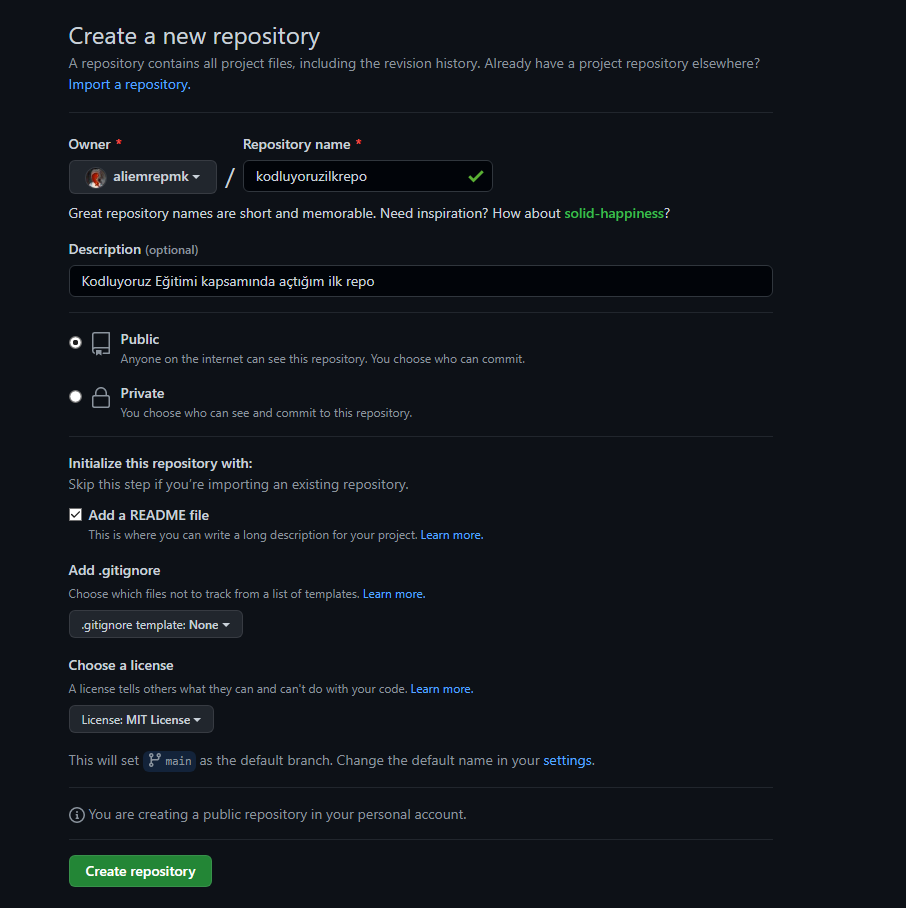 Create a new repository
A repository contains all project files, including the revision history. Already have a project repository elsewhere?
Import a repository.
Owner * Repository name *
aliemrepmk / kodluyoruzilkrepo
Great repository names are short and memorable. Need inspiration? How about solid-happiness?
Description (optional)
Kodluyoruz Eğitimi kapsamında açtığım ilk repo
Public
Anyone on the internet can see this repository. You choose who can commit.
Private
You choose who can see and commit to this repository.
Initialize this repository with:
Skip this step if you're importing an existing repository.
Add a README file
This is where you can write a long description for your project. Learn more.
Add .gitignore
Choose which files not to track from a list of templates. Learn more.
.gitignore template: None
Choose a license
A license tells others what they can and can't do with your code. Learn more.
License: MIT License
This will set main as the default branch. Change the default name in your settings.
You are creating a public repository in your personal account.
Create repository